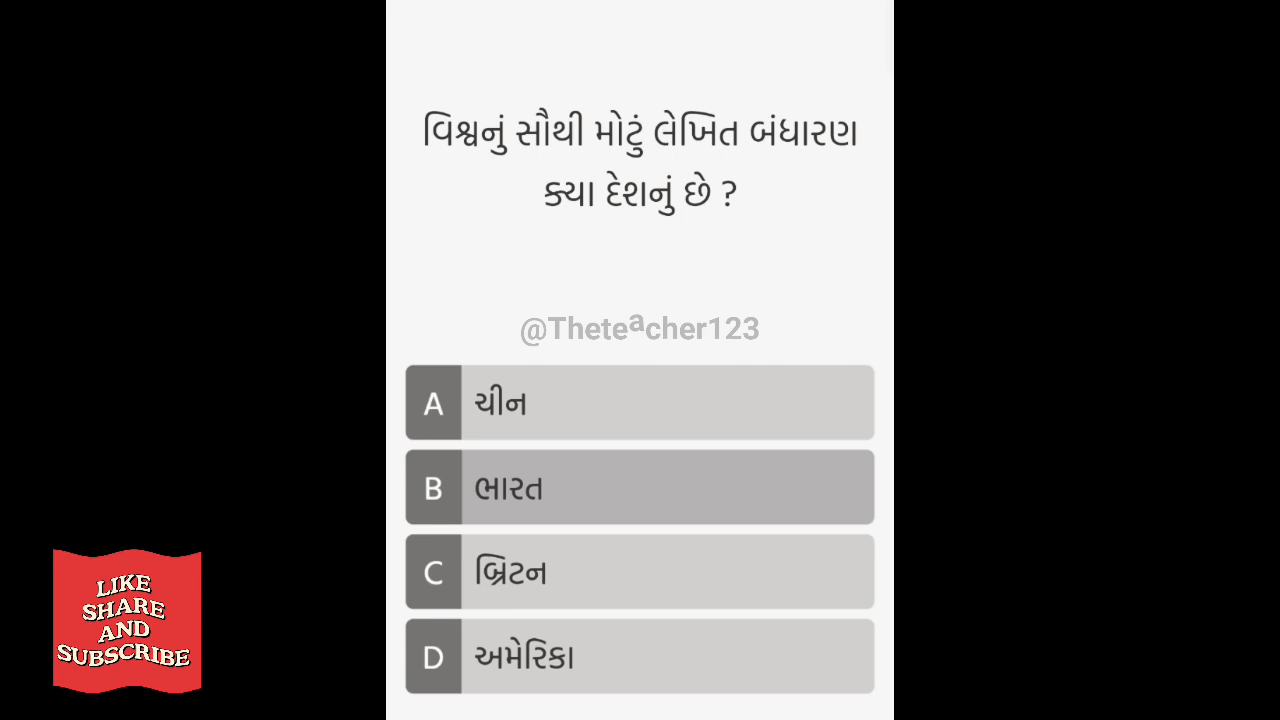 વિશ્વનું સૌથી મોટું લેખિત બંધારણ
ક્યા દેશનું છે ?
@Theteacher123
A ચીન
B ભારત
C બ્રિટન
D અમેરિકા
LIKE
SHARE
AND
SUBSCRIBE